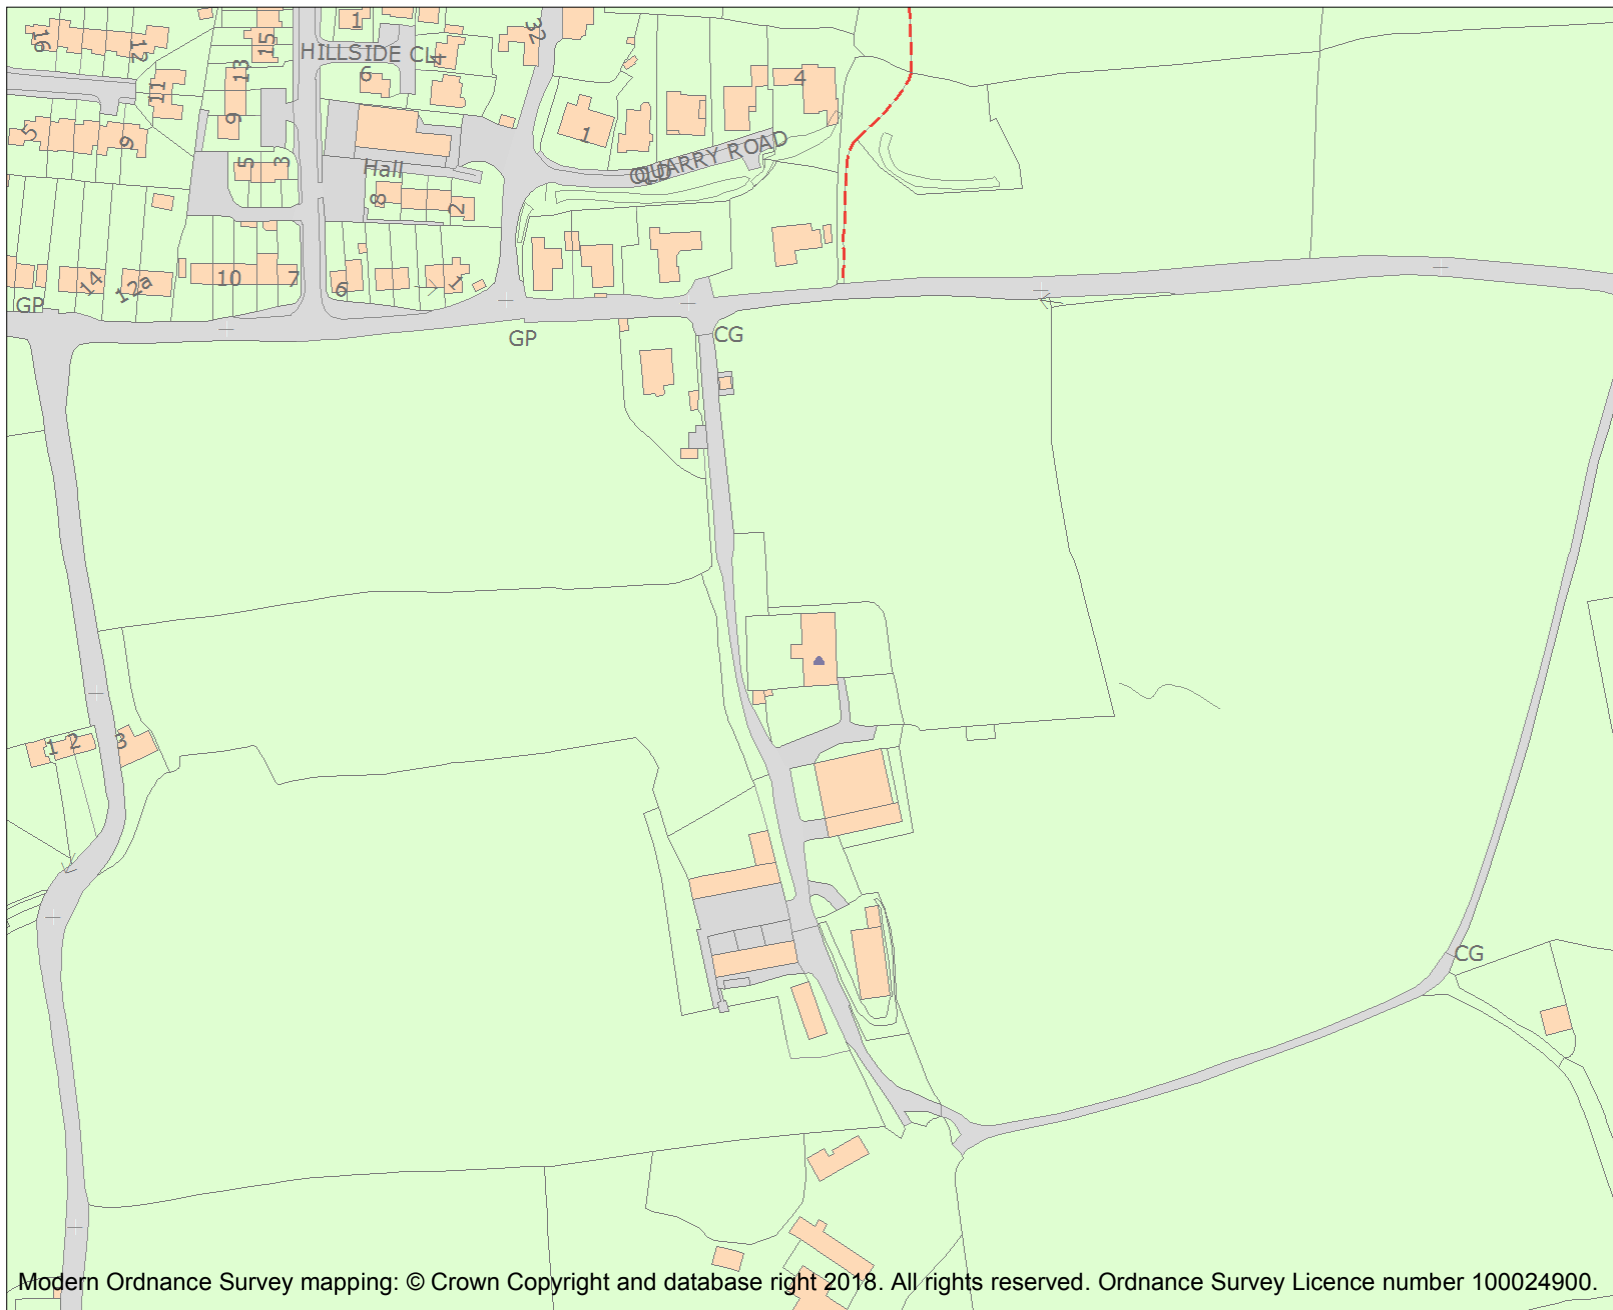 16
12
15
1
32
HILLSIDE CL
4
6
13
11
9
4
5
9
1
QUARRY ROAD
5
3
Hall
8
2
14
12a
10
7
6
1
GP
GP
CG
1
2
3
CG
Modern Ordnance Survey mapping: © Crown Copyright and database right 2018. All rights reserved. Ordnance Survey Licence number 100024900.